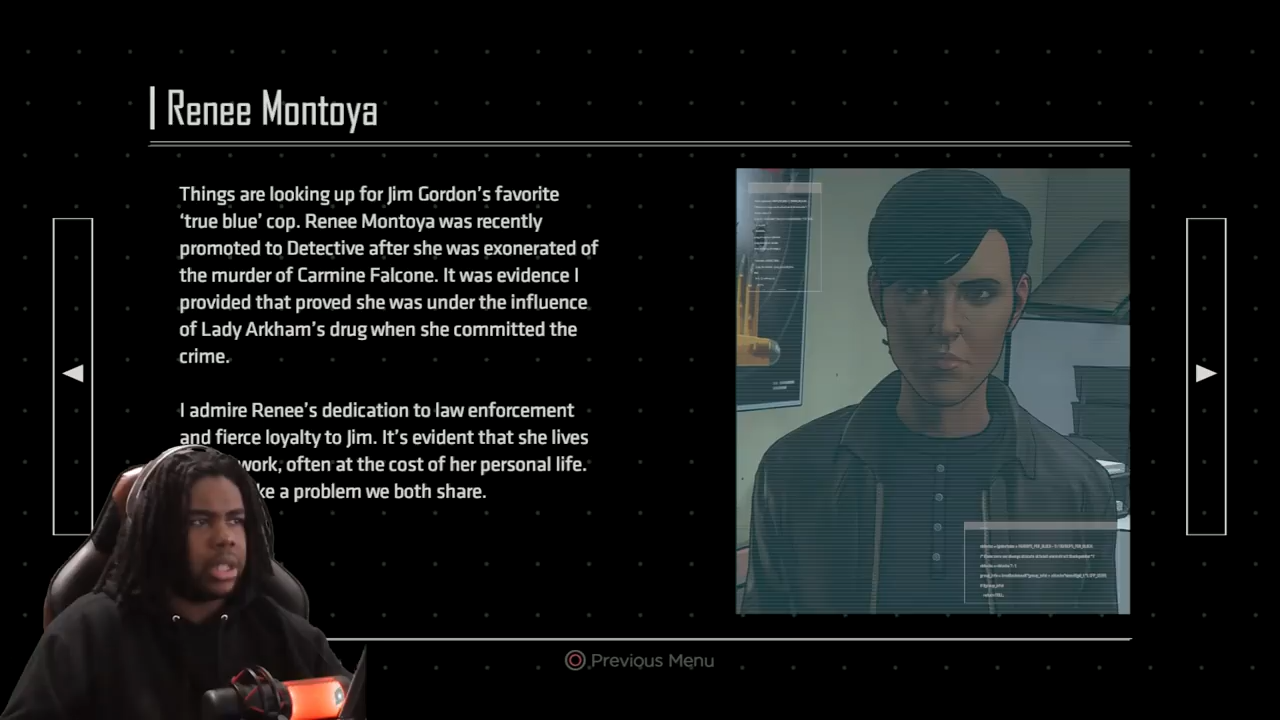 Renee Montoya
Things are looking up for Jim Gordon's favorite
'true blue' cop. Renee Montoya was recently
promoted to Detective after she was exonerated of
the murder of Carmine Falcone. It was evidence I
provided that proved she was under the influence
of Lady Arkham's drug when she committed the
crime.
I admire Renee's dedication to law enforcement
and fierce loyalty to Jim. It's evident that she lives
work, often at the cost of her personal life.
a problem we both share.
Previous Menu